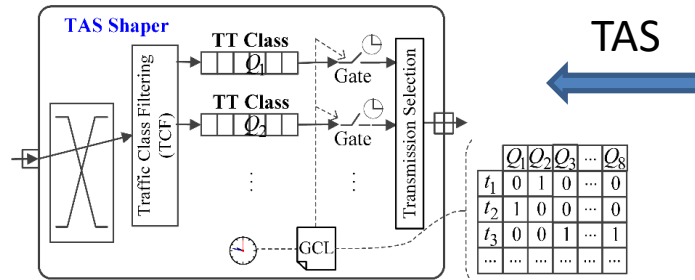 TAS Shaper
Traffic Class Filtering
(TCF)
TT Class
Q1
Gate
TT Class
Q2
Gate
⋮ ⋮ ⋮
GCL
Transmission Selection
TAS
Q1 Q2 Q3 ... Q8
t1 0 1 0 ... 0
t2 1 0 0 ... 0
t3 0 0 1 ... 1
... ... ... ... ... ...